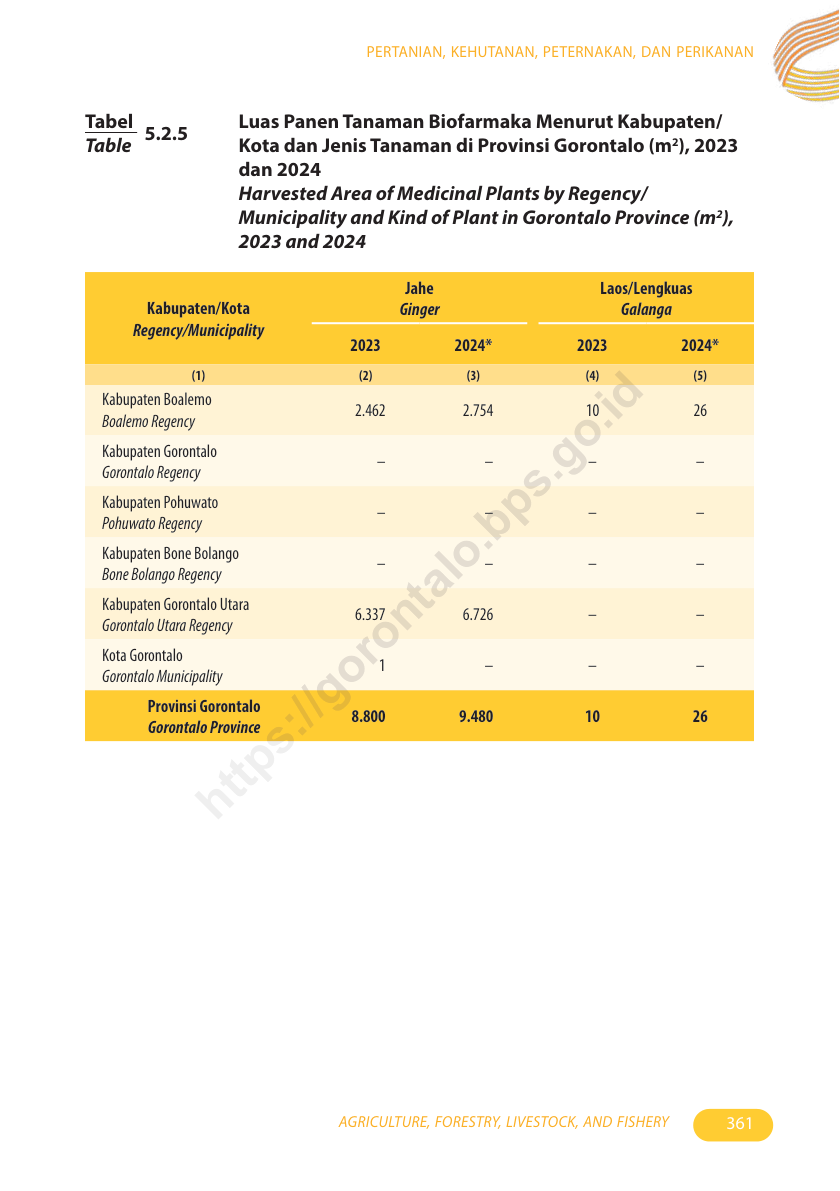 PERTANIAN, KEHUTANAN, PETERNAKAN, DAN PERIKANAN
Tabel
Table
5.2.5
Luas Panen Tanaman Biofarmaka Menurut Kabupaten/
Kota dan Jenis Tanaman di Provinsi Gorontalo (m²), 2023
dan 2024
Harvested Area of Medicinal Plants by Regency/
Municipality and Kind of Plant in Gorontalo Province (m²),
2023 and 2024
Kabupaten/Kota
Regency/Municipality
Jahe
Ginger
Laos/Lengkuas
Galanga
2023 2024* 2023 2024*
(1) (2) (3) (4) (5)
Kabupaten Boalemo
Boalemo Regency
2.462 2.754 10 26
Kabupaten Gorontalo
Gorontalo Regency
– – – –
Kabupaten Pohuwato
Pohuwato Regency
– – – –
Kabupaten Bone Bolango
Bone Bolango Regency
– – – –
Kabupaten Gorontalo Utara
Gorontalo Utara Regency
6.337 6.726 – –
Kota Gorontalo
Gorontalo Municipality
1 – – –
Provinsi Gorontalo
Gorontalo Province
8.800 9.480 10 26
https://gorontalo.bps.go.id
AGRICULTURE, FORESTRY, LIVESTOCK, AND FISHERY 361